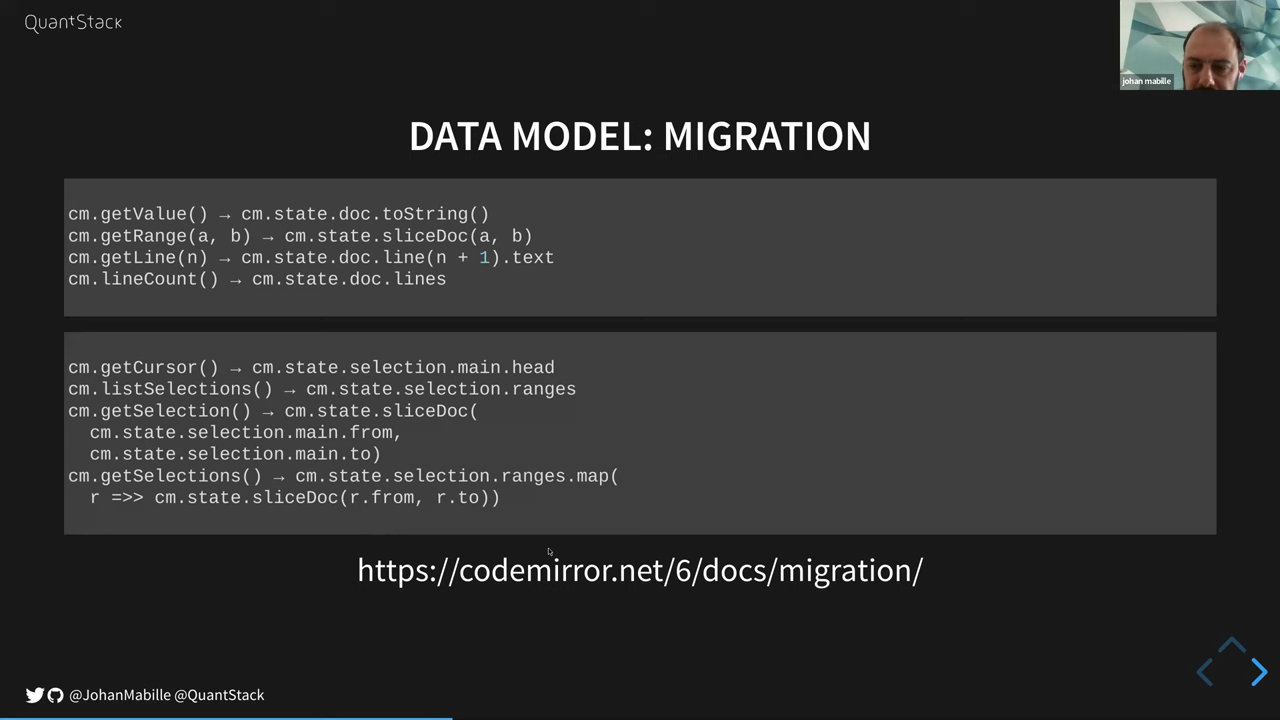 QuantStack
johan mabille
DATA MODEL: MIGRATION
cm.getValue() → cm.state.doc.toString()
cm.getRange(a, b) → cm.state.sliceDoc(a, b)
cm.getLine(n) → cm.state.doc.line(n + 1).text
cm.lineCount() → cm.state.doc.lines
cm.getCursor() → cm.state.selection.main.head
cm.listSelections() → cm.state.selection.ranges
cm.getSelection() → cm.state.sliceDoc(
cm.state.selection.main.from,
cm.state.selection.main.to)
cm.getSelections() → cm.state.selection.ranges.map(
r =>> cm.state.sliceDoc(r.from, r.to))
https://codemirror.net/6/docs/migration/
@JohanMabille @QuantStack